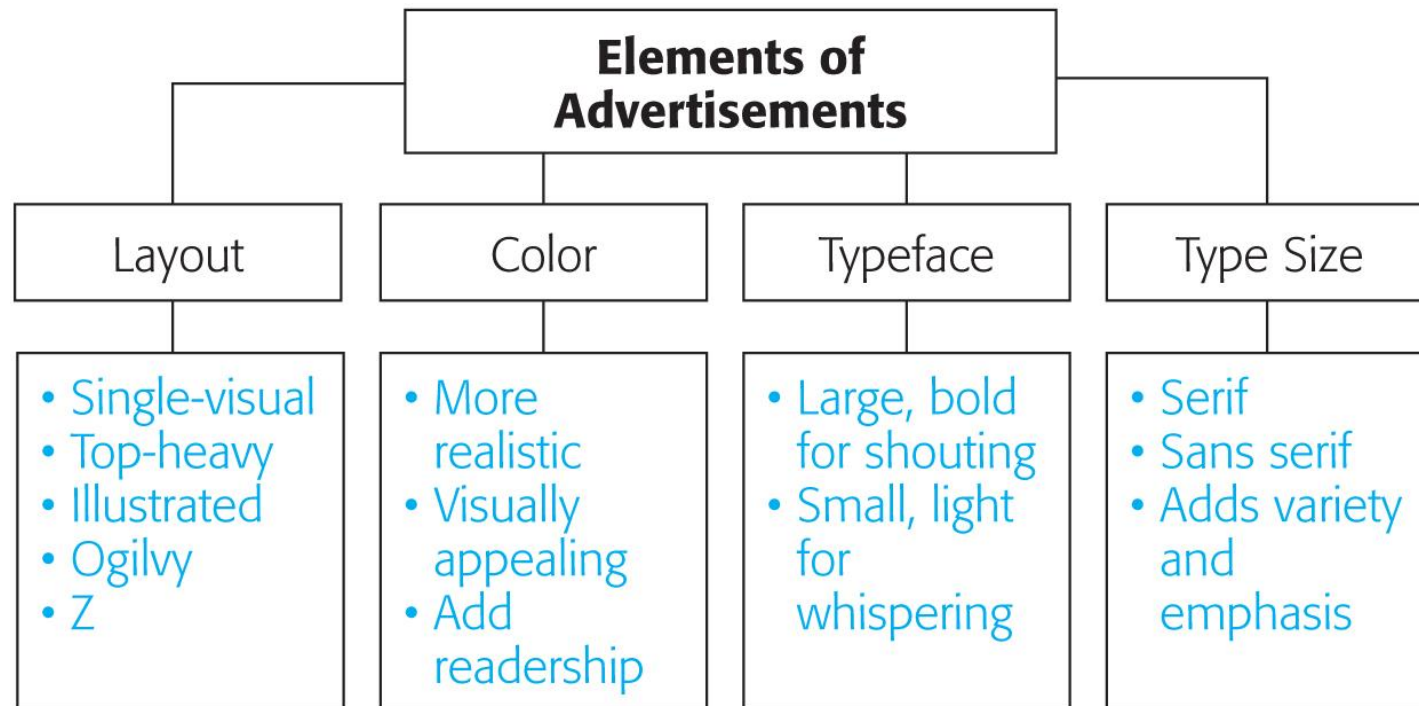 Elements of
Advertisements
Layout
Color
Typeface
Type Size
• Single-visual
• Top-heavy
• Illustrated
• Ogilvy
• Z
• More
realistic
• Visually
appealing
• Add
readership
• Large, bold
for shouting
• Small, light
for
whispering
• Serif
• Sans serif
• Adds variety
and
emphasis